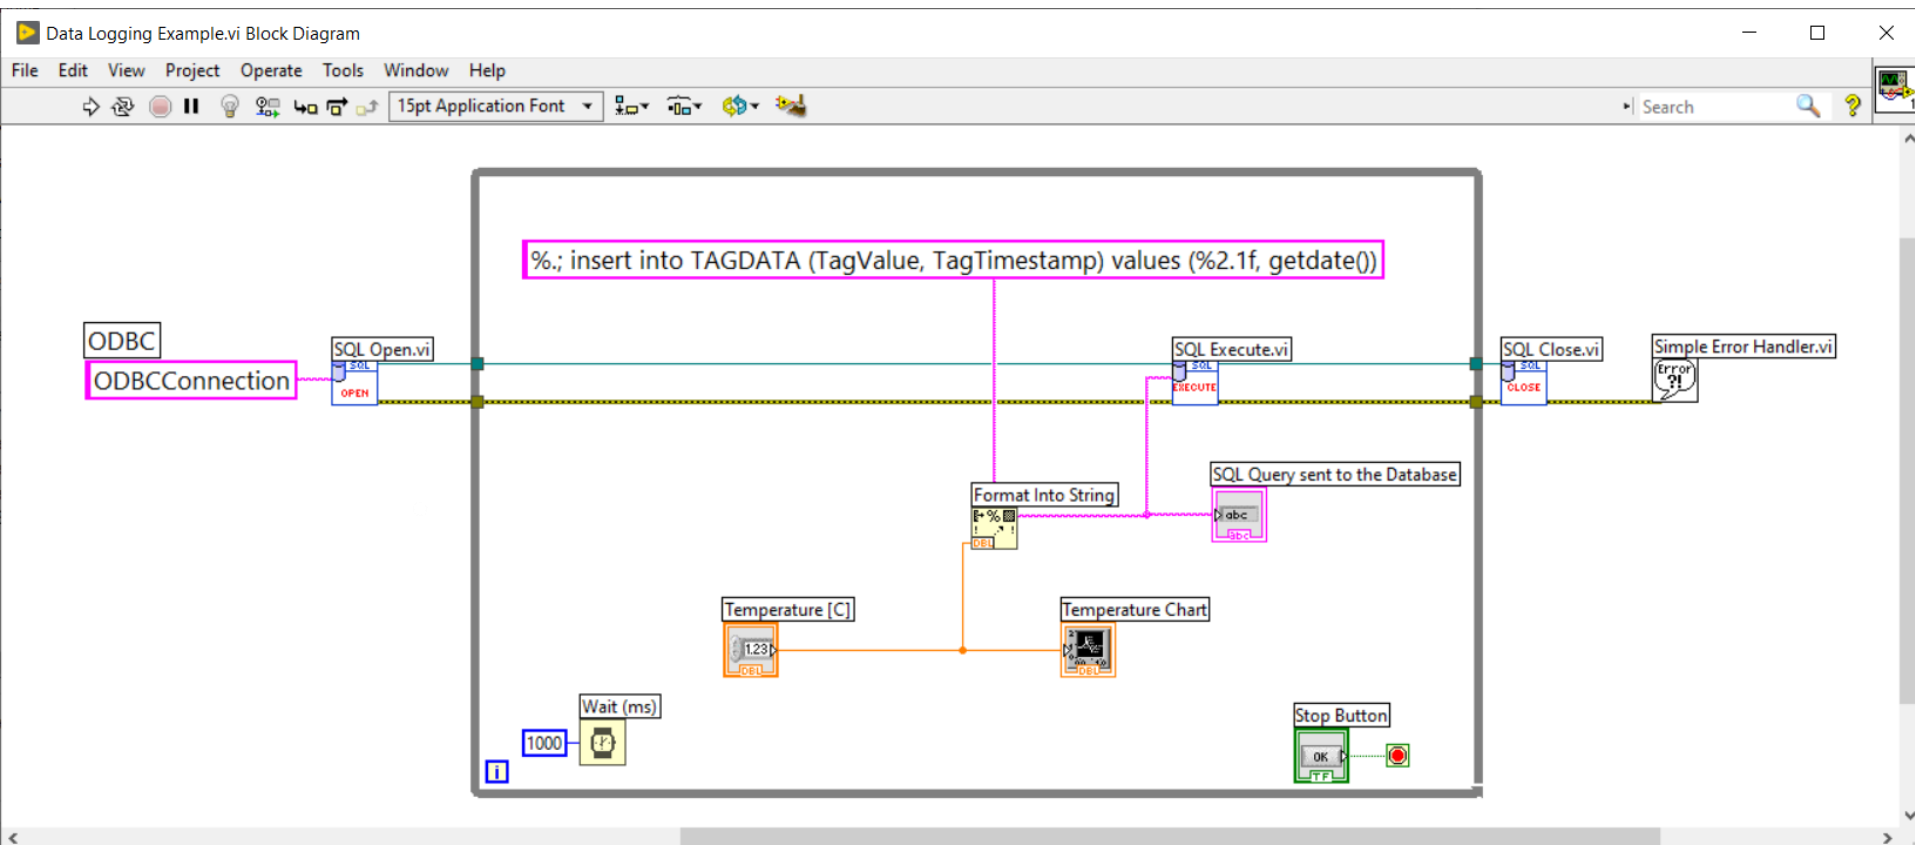 Data Logging Example.vi Block Diagram
File Edit View Project Operate Tools Window Help
15pt Application Font
Search
%.; insert into TAGDATA (TagValue, TagTimestamp) values (%2.1f, getdate())
ODBC
ODBCConnection
SQL Open.vi
SQL
OPEN
SQL Execute.vi
SQL
EXECUTE
SQL Close.vi
SQL
CLOSE
Simple Error Handler.vi
Error
?!
SQL Query sent to the Database
abc
abc
Format Into String
%
DBL
Temperature [C]
1.23
DBL
Temperature Chart
DBL
Wait (ms)
1000
i
Stop Button
OK
TF